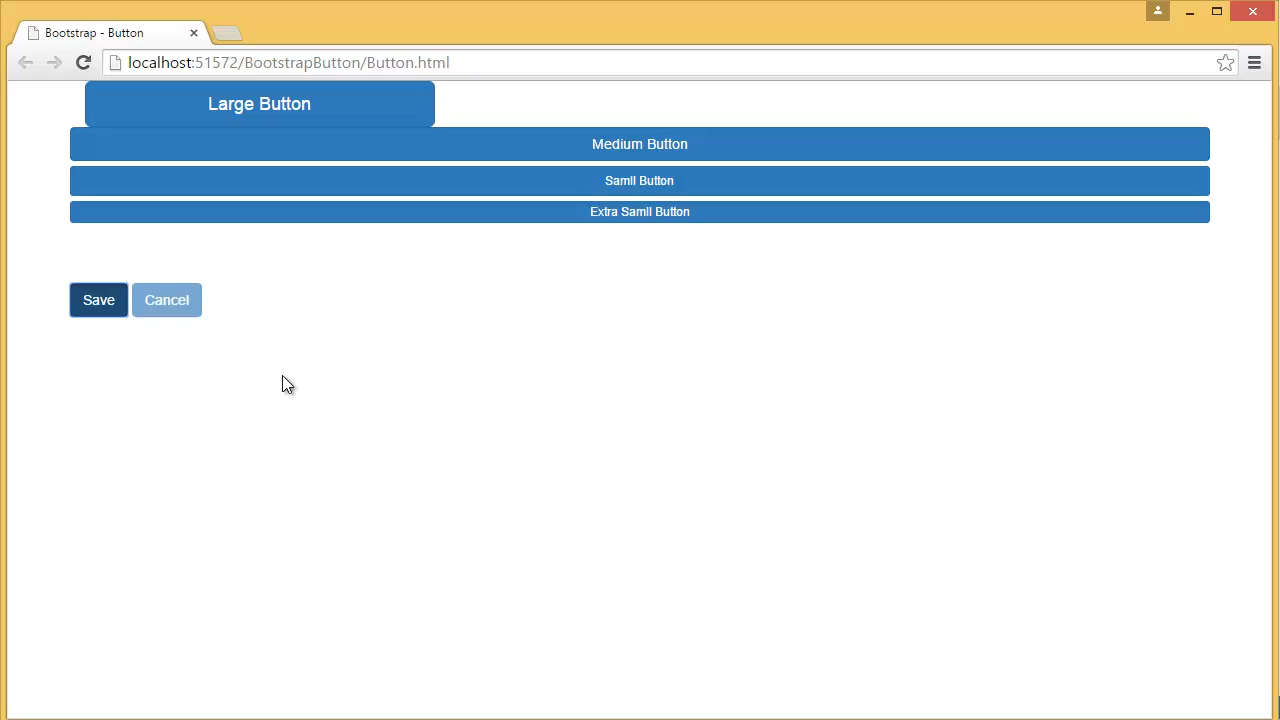 Bootstrap - Button
localhost:51572/BootstrapButton/Button.html
Large Button
Medium Button
Samll Button
Extra Samll Button
Save Cancel